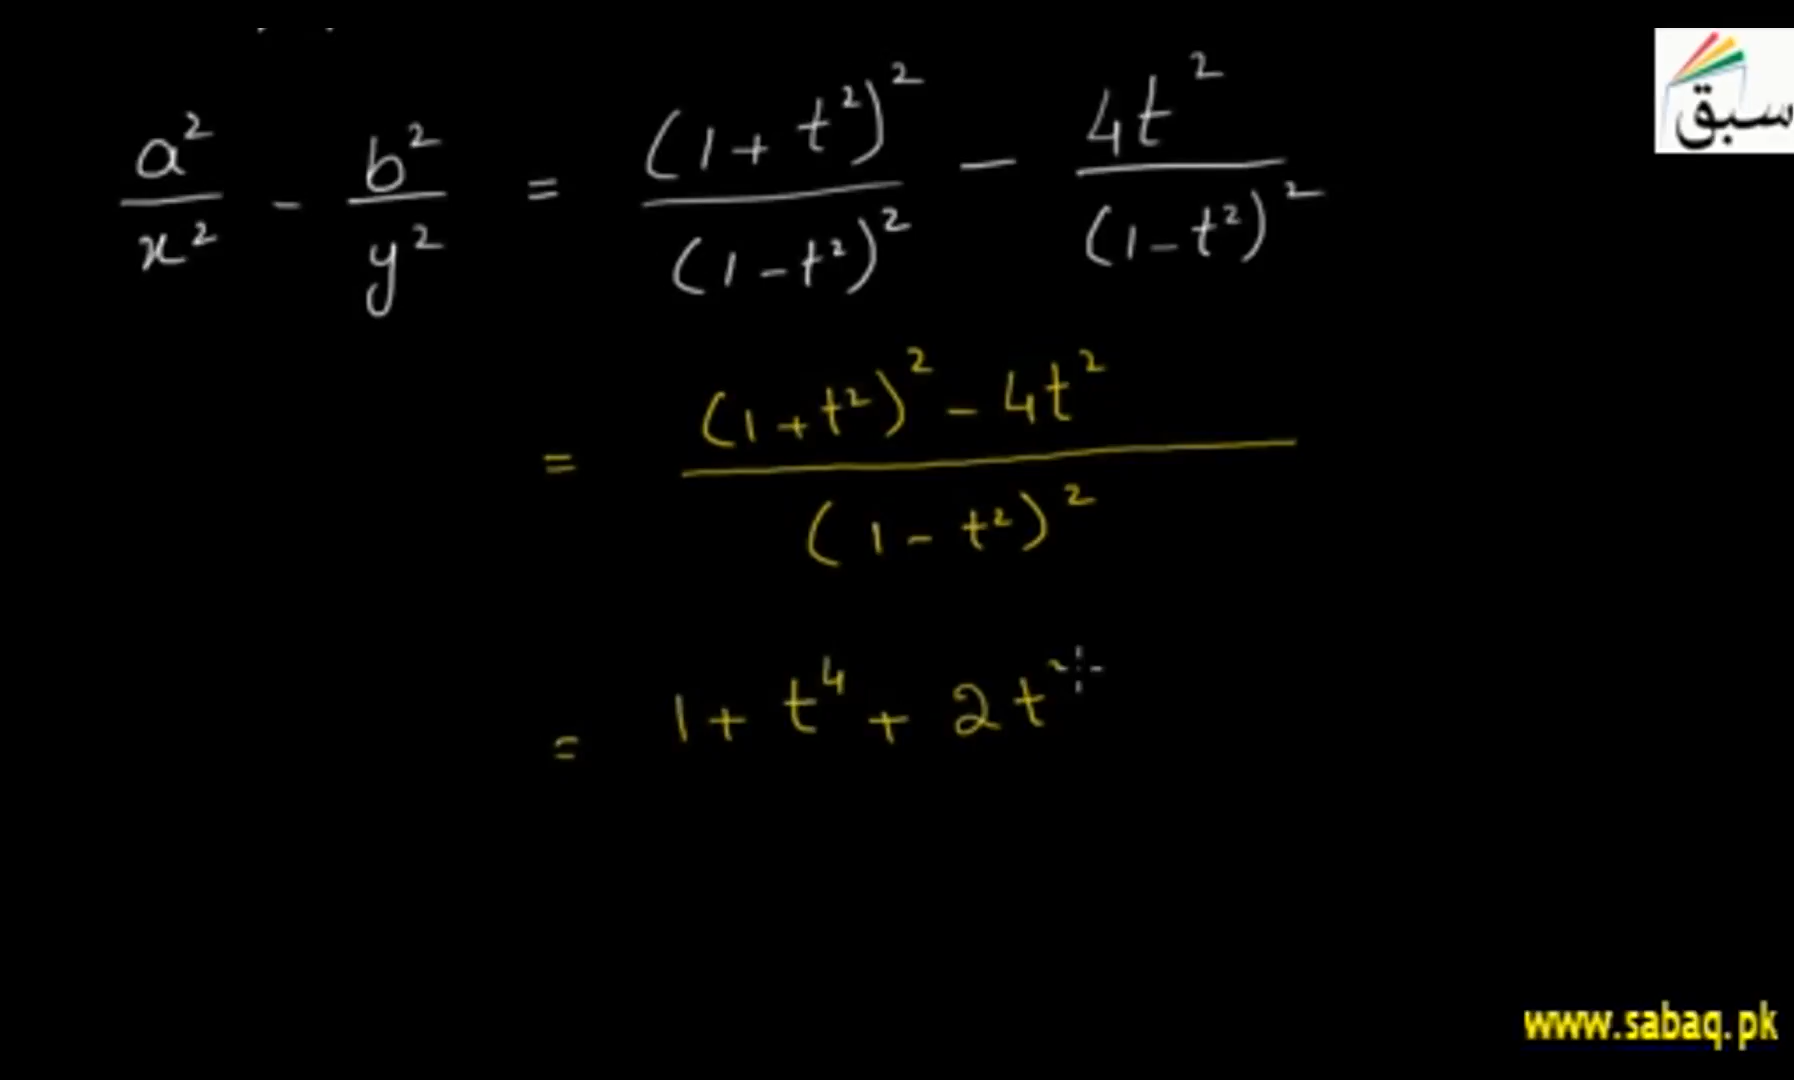 سبق
a²/x² - b²/y² = (1+t²)²/(1-t²)² - 4t²/(1-t²)²
= (1+t²)² - 4t²/(1-t²)²
= 1+t⁴+2t²
www.sabaq.pk